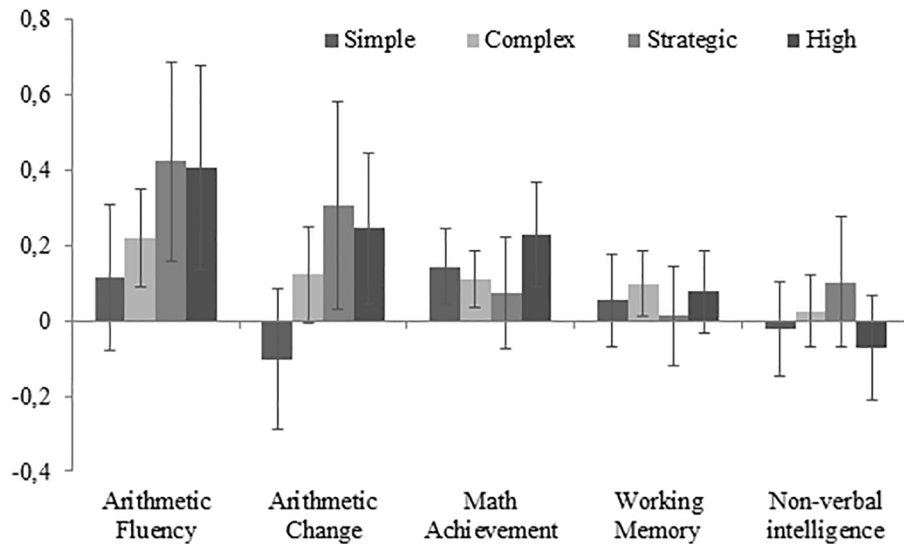 0,8
Simple Complex Strategic High
0,6
0,4
0,2
0
-0,2
-0,4
Arithmetic Fluency
Arithmetic Change
Math Achievement
Working Memory
Non-verbal intelligence